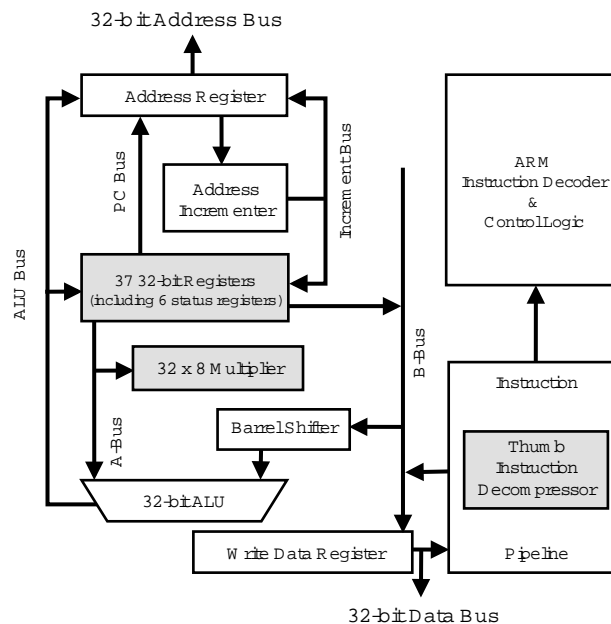 32-bit Address Bus
Address Register
PC Bus
Address
Incrementer
Increment Bus
ARM
Instruction Decoder
&
Control Logic
ALU Bus
37 32-bit Registers
(including 6 status registers)
B-Bus
32 x 8 Multiplier
Instruction
A-Bus
Barrel Shifter
Thumb
Instruction
Decompressor
32-bit ALU
Write Data Register
Pipeline
32-bit Data Bus